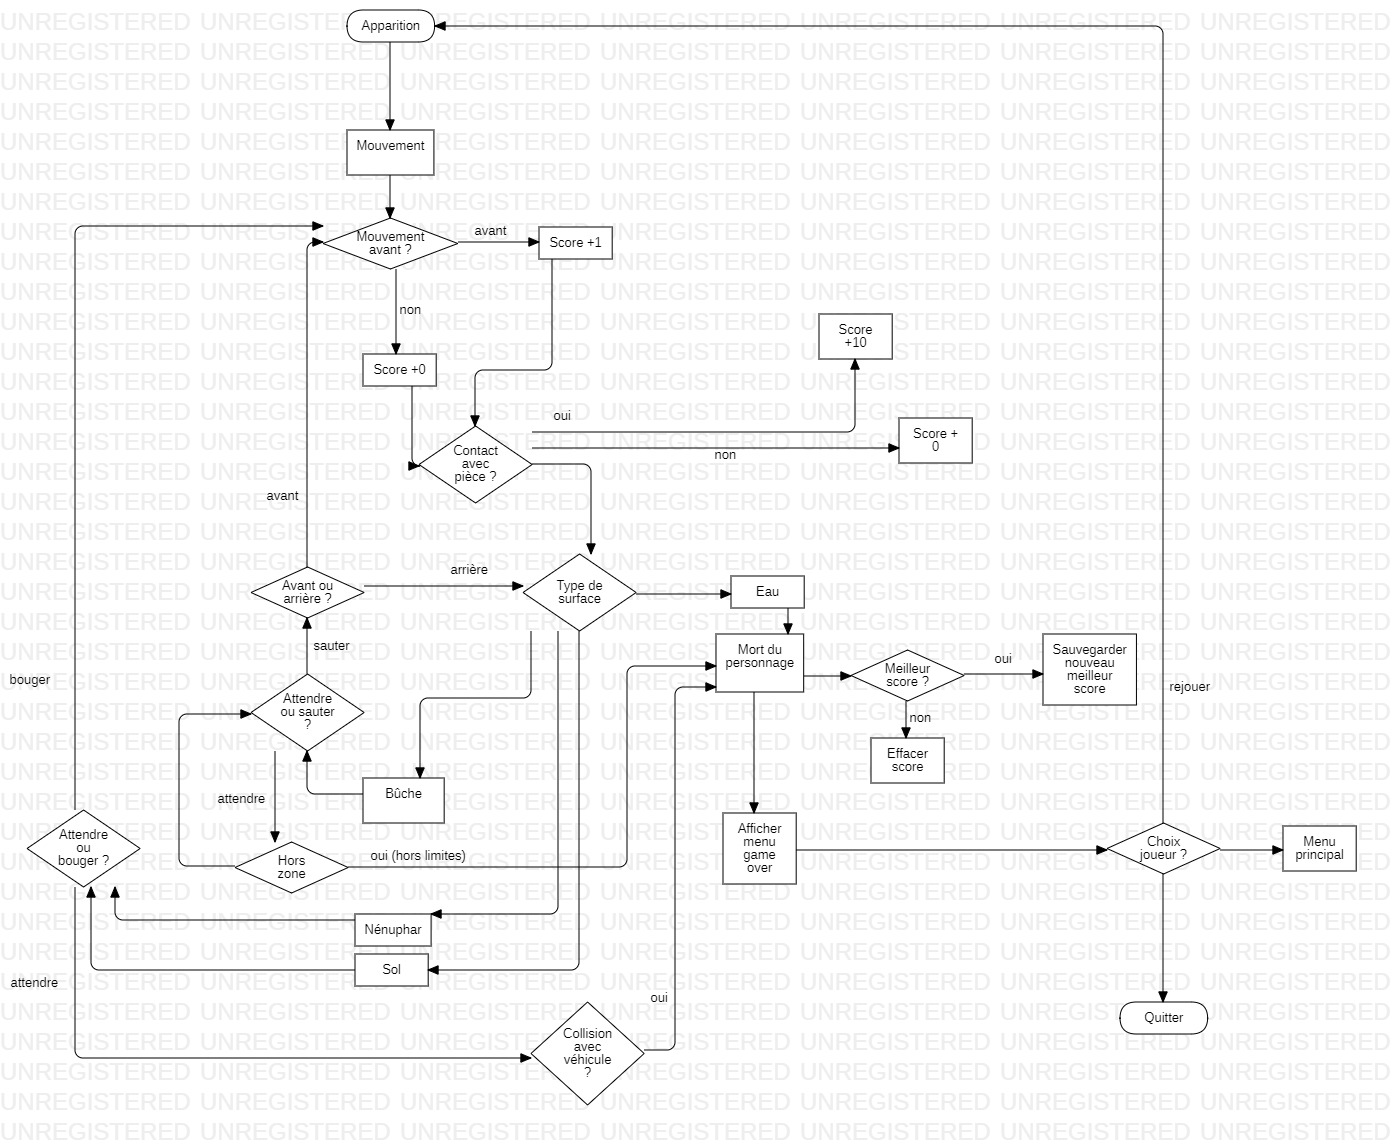 Apparition
Mouvement
Mouvement
avant ?
avant
Score +1
non
Score
+10
Score +0
oui
Score +
0
non
Contact
avec
pièce ?
avant
arrière
Avant ou
arrière ?
Type de
surface
Eau
sauter
Mort du
personnage
Meilleur
score ?
oui
Sauvegarder
nouveau
meilleur
score
bouger
rejouer
Attendre
ou sauter
?
non
Effacer
score
attendre
Bûche
Attendre
ou
bouger ?
Hors
zone
oui (hors limites)
Afficher
menu
game
over
Choix
joueur ?
Menu
principal
Nénuphar
Sol
attendre
oui
Quitter
Collision
avec
véhicule
?
UNREGISTERED